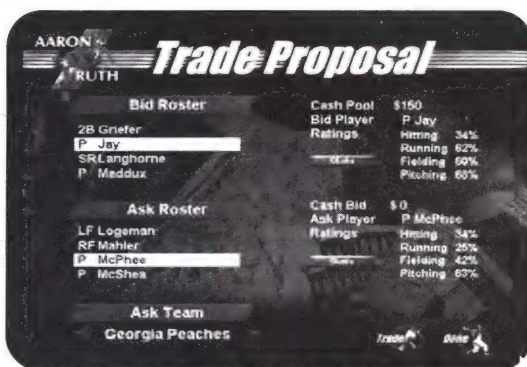 AARON
RUTH
Trade Proposal
Bid Roster
2B Griefer
P Jay
SR Langhorne
P Maddux
Cash Pool $150
Bid Player P Jay
Ratings Hitting 34%
Running 62%
Fielding 60%
Pitching 68%
Ask Roster
LF Logeman
RF Mahler
P McPhee
P McShea
Cash Bid $0
Ask Player P McPhee
Ratings Hitting 34%
Running 25%
Fielding 42%
Pitching 63%
Ask Team
Georgia Peaches
Trade
Done